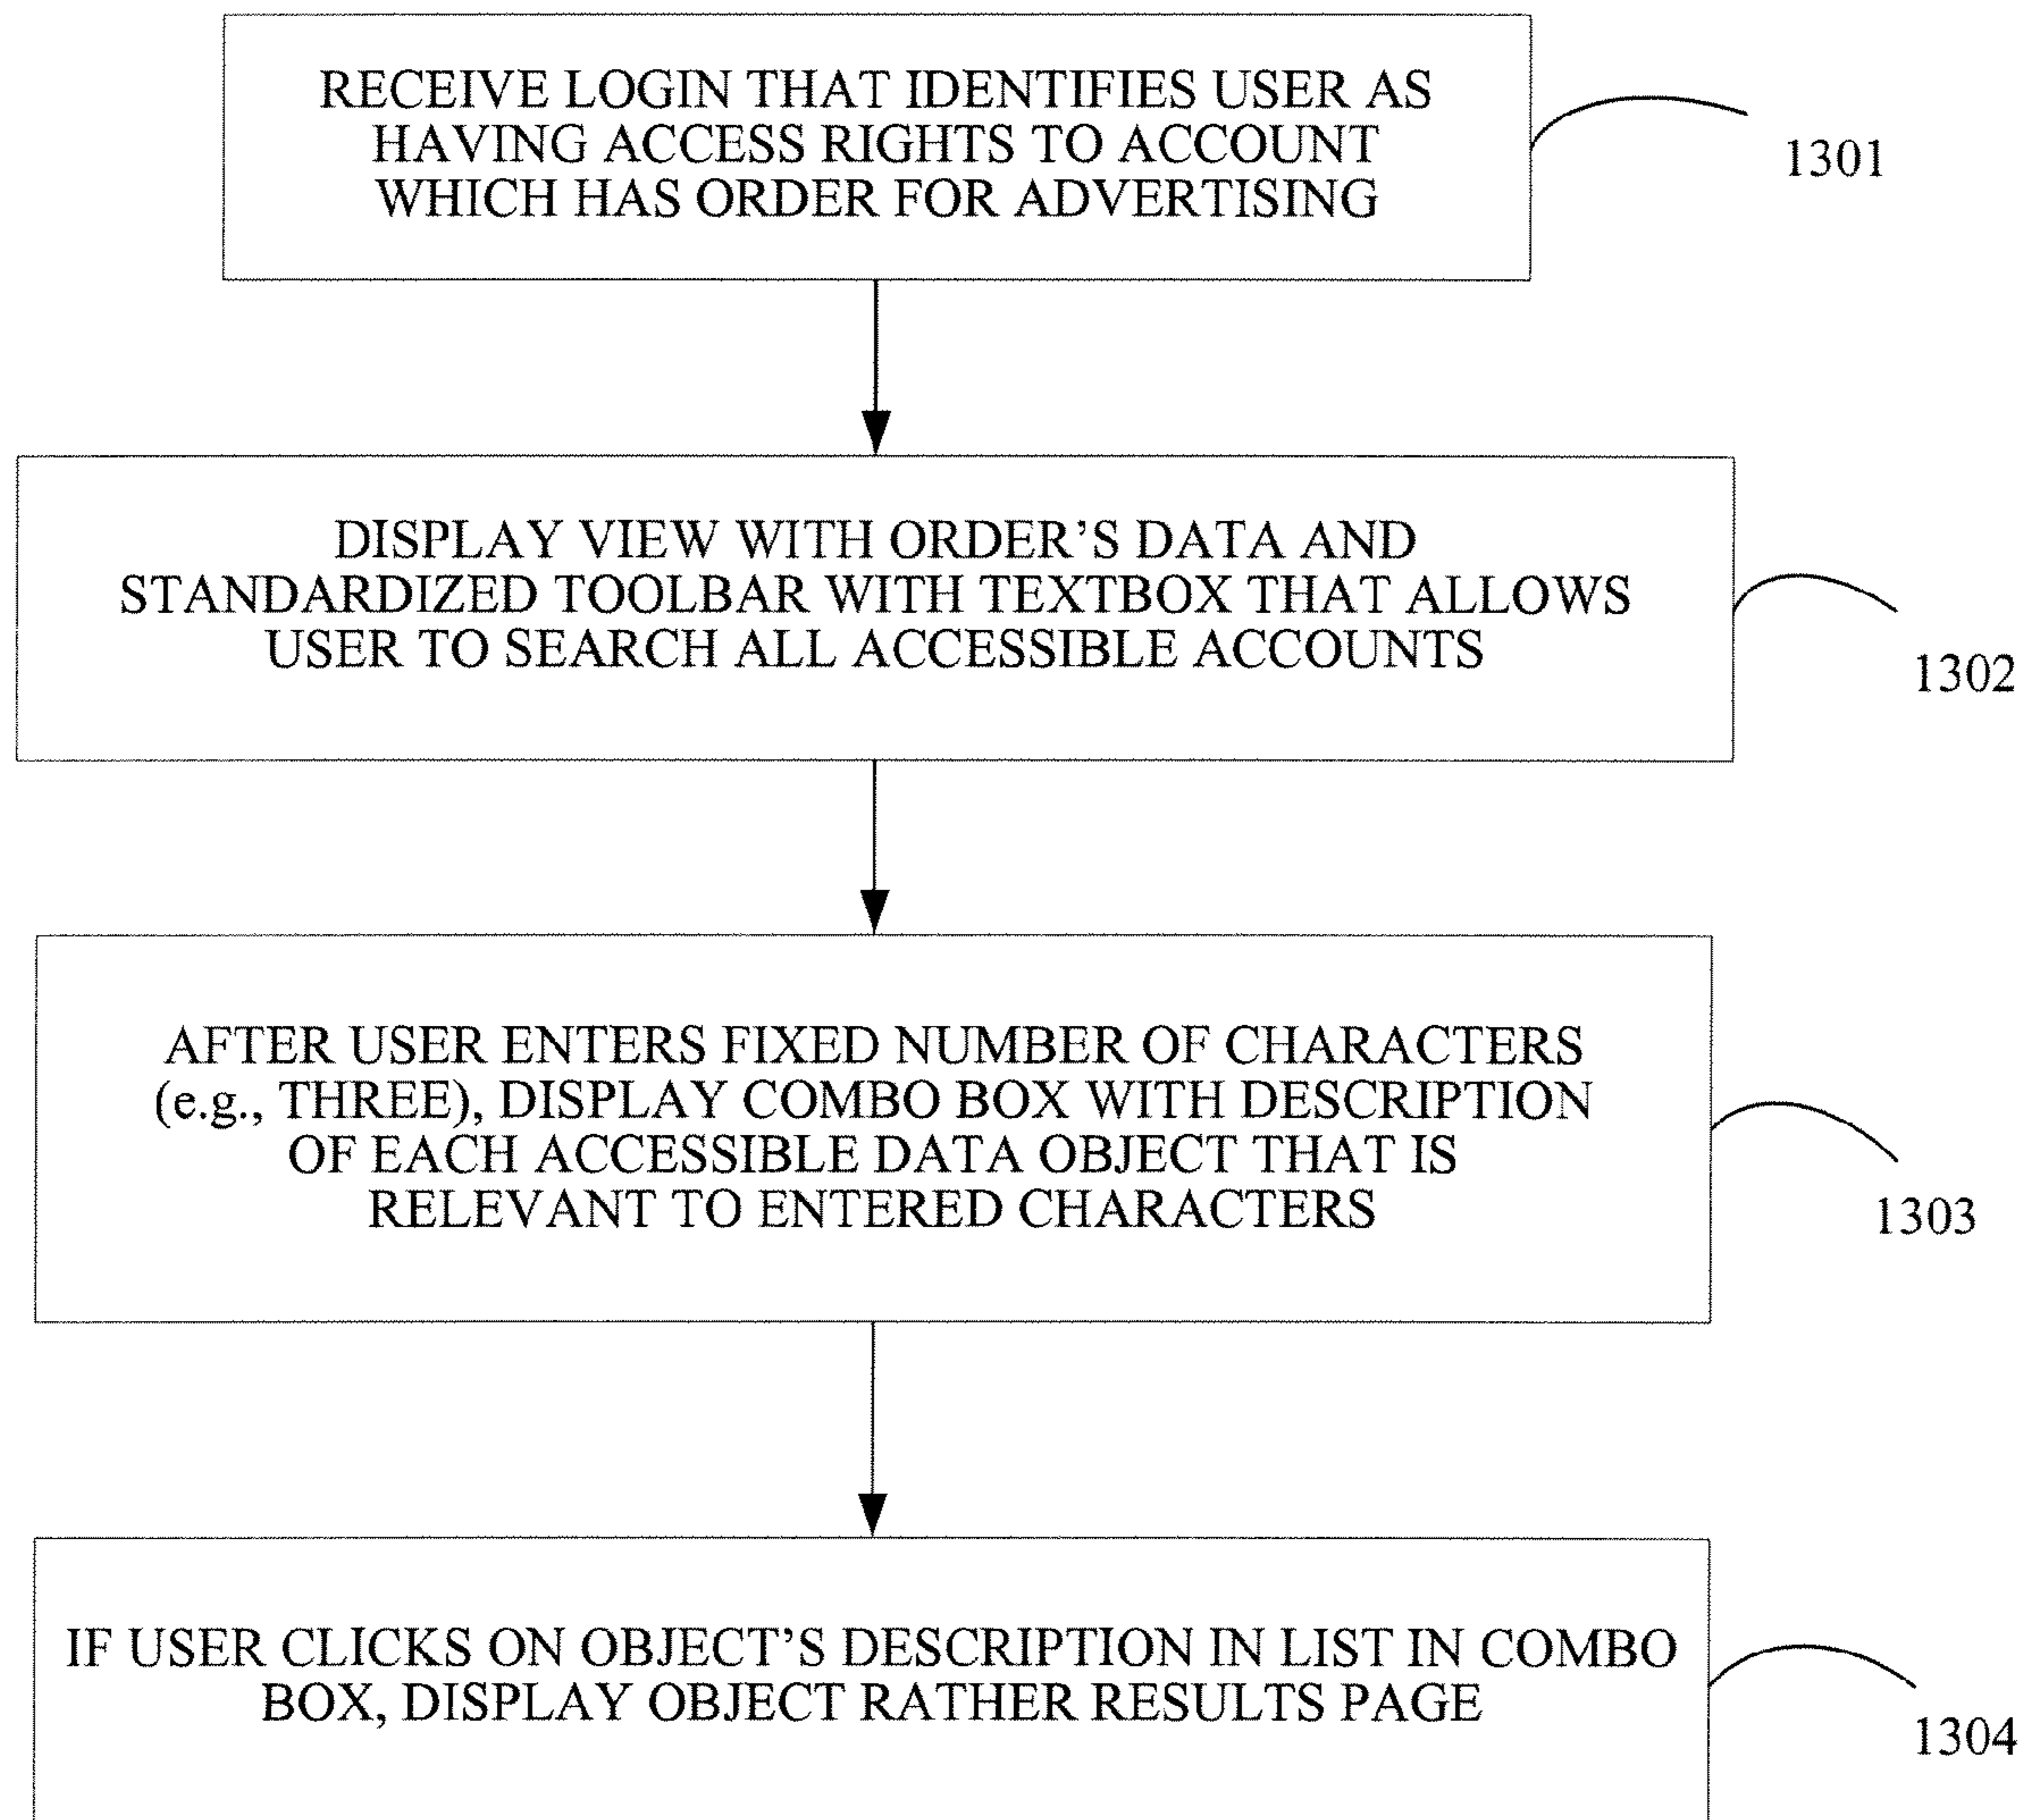 RECEIVE LOGIN THAT IDENTIFIES USER AS
HAVING ACCESS RIGHTS TO ACCOUNT
WHICH HAS ORDER FOR ADVERTISING
1301
DISPLAY VIEW WITH ORDER’S DATA AND
STANDARDIZED TOOLBAR WITH TEXTBOX THAT ALLOWS
USER TO SEARCH ALL ACCESSIBLE ACCOUNTS
1302
AFTER USER ENTERS FIXED NUMBER OF CHARACTERS
(e.g., THREE), DISPLAY COMBO BOX WITH DESCRIPTION
OF EACH ACCESSIBLE DATA OBJECT THAT IS
RELEVANT TO ENTERED CHARACTERS
1303
IF USER CLICKS ON OBJECT’S DESCRIPTION IN LIST IN COMBO
BOX, DISPLAY OBJECT RATHER RESULTS PAGE
1304